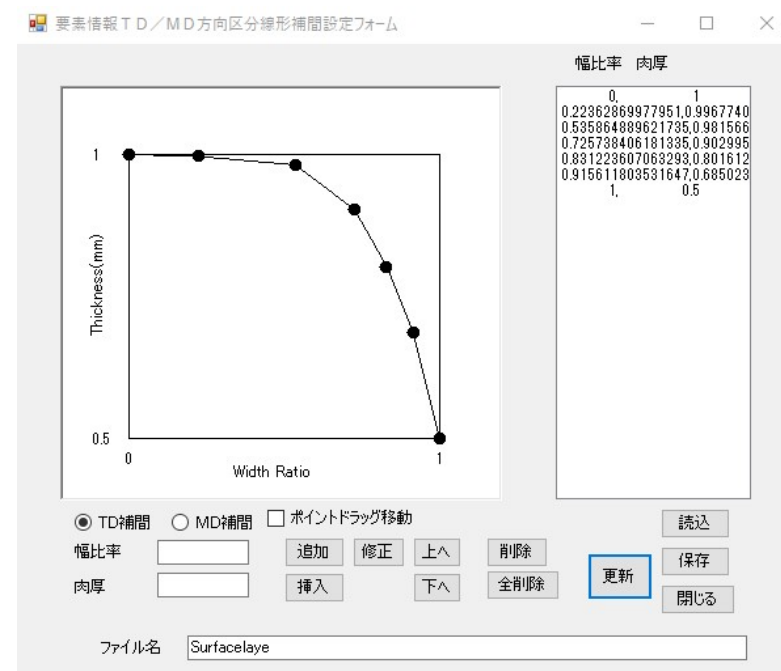 要素情報ＴＤ／ＭＤ方向区分線形補間設定フォーム
幅比率 肉厚
0, 1
0.22362869977951,0.9967740
0.535864889621735,0.981566
0.725738406181335,0.902995
0.831223607063293,0.801612
0.915611803531647,0.685023
1, 0.5
1
Thickness(mm)
0.5
0
1
Width Ratio
TD補間 MD補間 ポイントドラッグ移動
読込
幅比率 追加 修正 上へ 削除
更新 保存
肉厚 挿入 下へ 全削除
閉じる
ファイル名 Surfacelaye